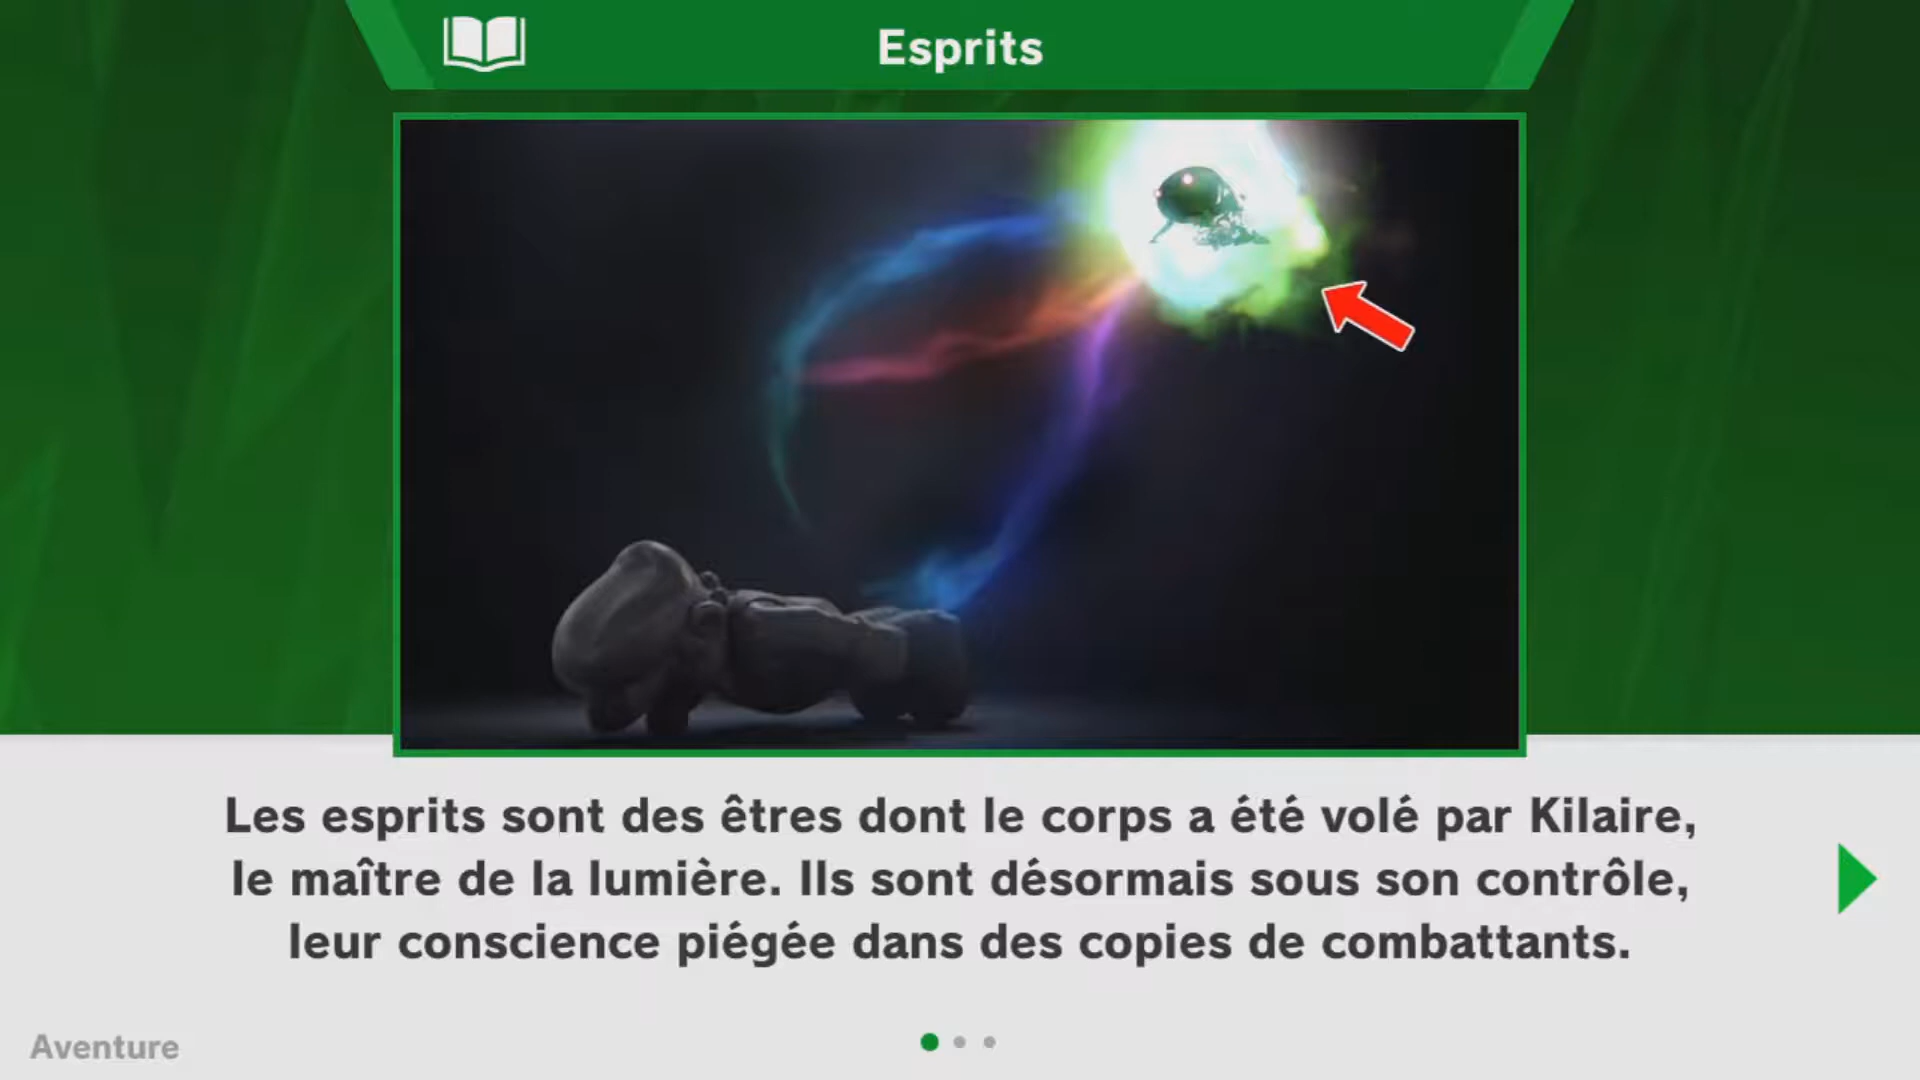 Esprits
Les esprits sont des êtres dont le corps a été volé par Kilaire,
le maître de la lumière. Ils sont désormais sous son contrôle,
leur conscience piégée dans des copies de combattants.
Aventure